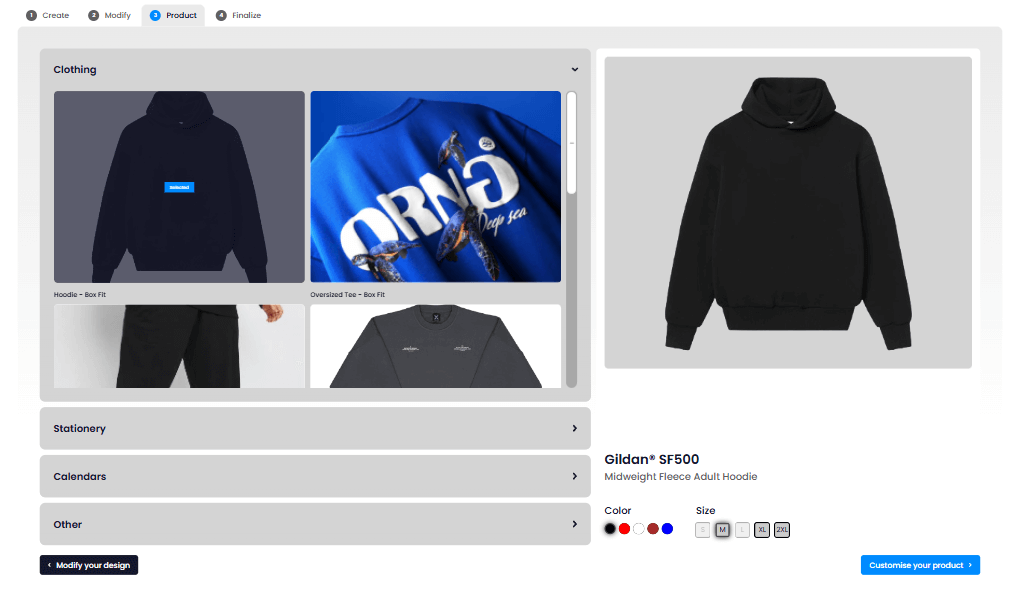 1 Create
2 Modify
3 Product
4 Finalize
Clothing
Selected
ORNG
Deep sea
Hoodie - Box Fit
Oversized Tee - Box Fit
Stationery
Calendars
Other
Modify your design
Gildan® SF500
Midweight Fleece Adult Hoodie
Color
Size
S M L XL 2XL
Customise your product